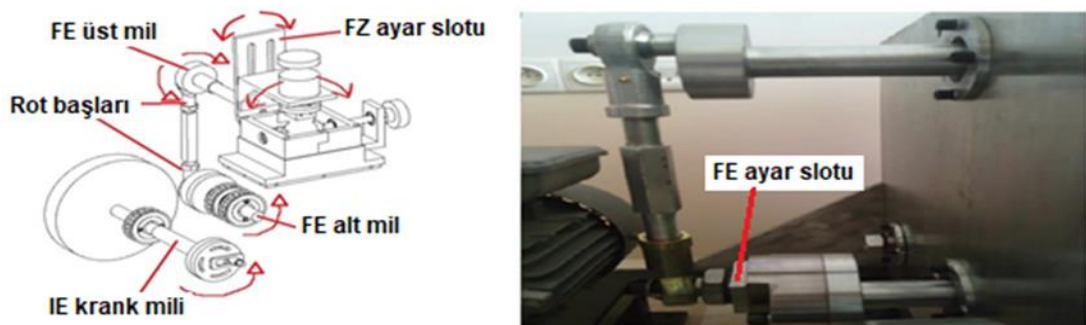 FE üst mil
FZ ayar slotu
Rot başları
FE alt mil
IE krank mili
FE ayar slotu